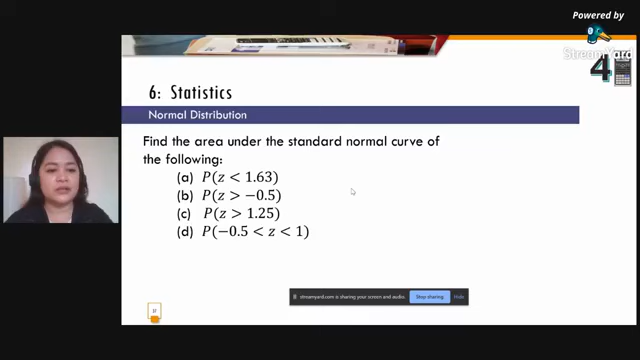 Powered by
StreamYard
4
6: Statistics
Normal Distribution
Find the area under the standard normal curve of
the following:
(a) P(z < 1.63)
(b) P(z > −0.5)
(c) P(z > 1.25)
(d) P(−0.5 < z < 1)
streamyard.com is sharing your screen and audio.
Stop sharing
Hide